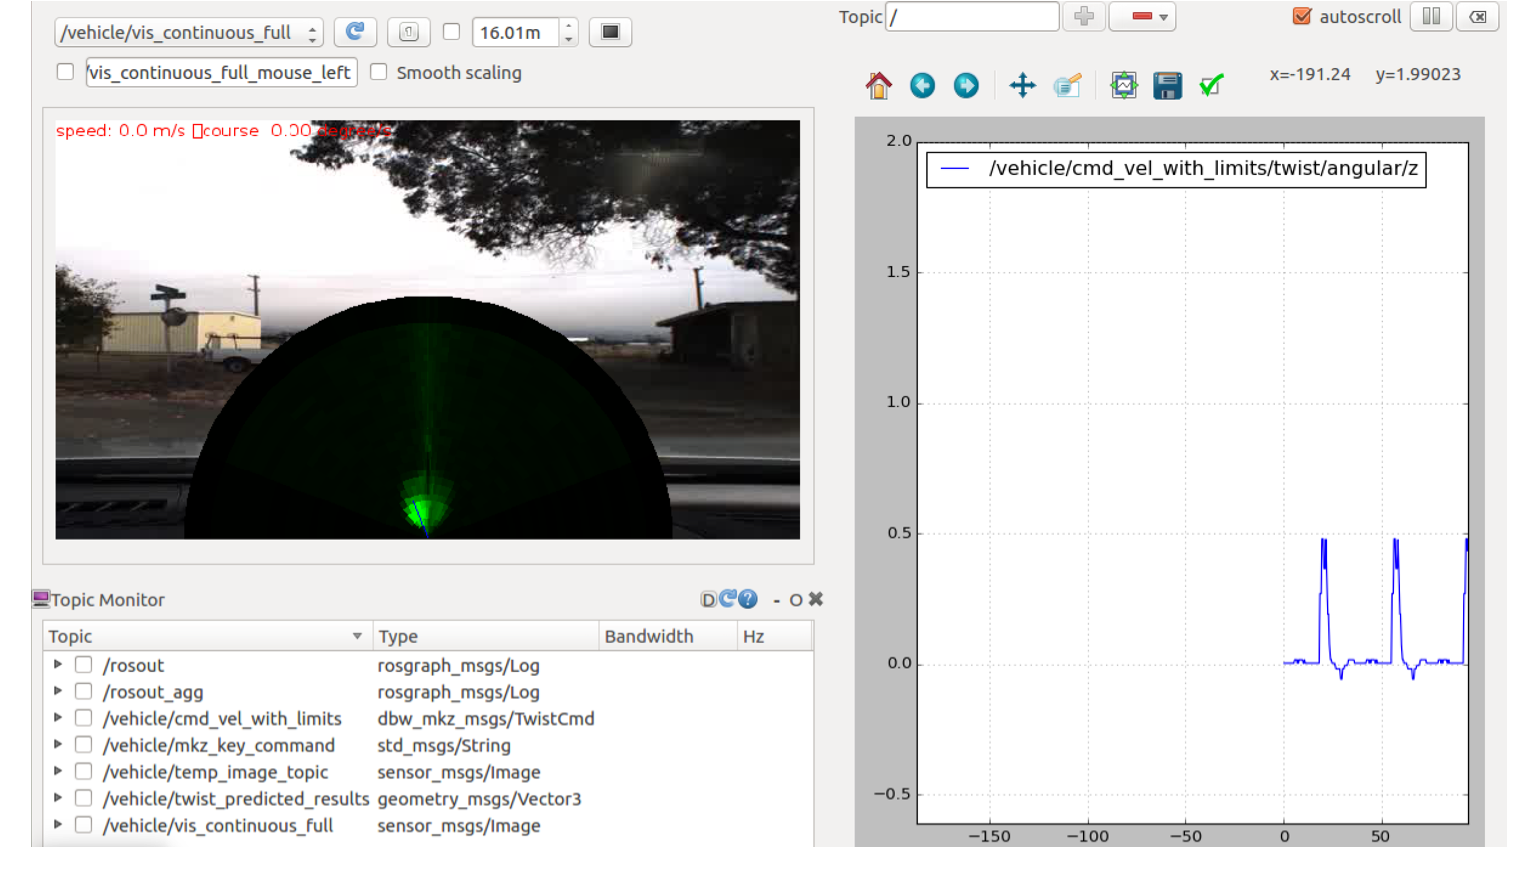 /vehicle/vis_continuous_full
16.01m
/vis_continuous_full_mouse_left
Smooth scaling
speed: 0.0 m/s course 0.00 degree/s
Topic Monitor
D
- O
Topic Type Bandwidth Hz
/rosout rosgraph_msgs/Log
/rosout_agg rosgraph_msgs/Log
/vehicle/cmd_vel_with_limits dbw_mkz_msgs/TwistCmd
/vehicle/mkz_key_command std_msgs/String
/vehicle/temp_image_topic sensor_msgs/Image
/vehicle/twist_predicted_results geometry_msgs/Vector3
/vehicle/vis_continuous_full sensor_msgs/Image
Topic /
autoscroll
x=-191.24 y=1.99023
/vehicle/cmd_vel_with_limits/twist/angular/z
2.0
1.5
1.0
0.5
0.0
−0.5
−150 −100 −50 0 50